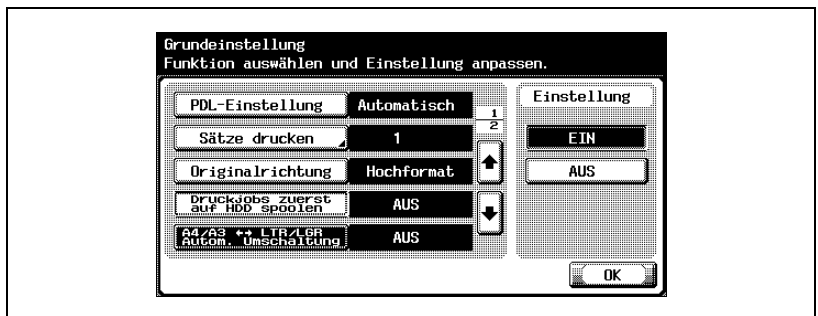 Grundeinstellung
Funktion auswählen und Einstellung anpassen.
PDL-Einstellung Automatisch
Sätze drucken 1
Originalrichtung Hochformat
Druckjobs zuerst
auf HDD spoolen AUS
A4/A3 ↔ LTR/LGR
Autom. Umschaltung AUS
1
2
Einstellung
EIN
AUS
OK